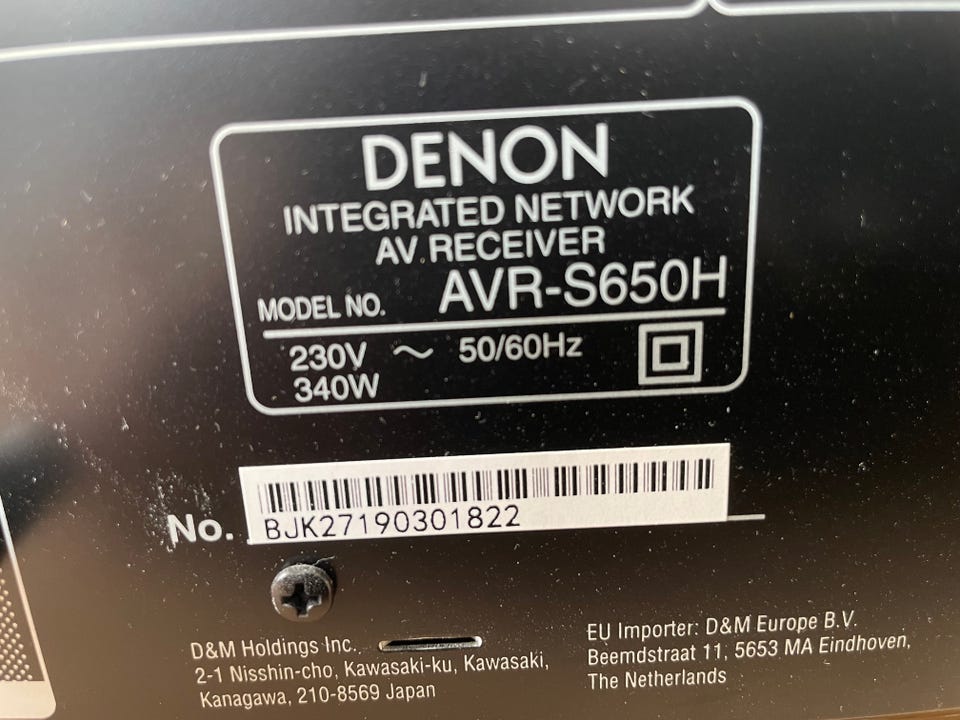 DENON
INTEGRATED NETWORK
AV RECEIVER
MODEL NO. AVR-S650H
230V ~ 50/60Hz
340W
No. BJK27190301822
D&M Holdings Inc.
2-1 Nisshin-cho, Kawasaki-ku, Kawasaki,
Kanagawa, 210-8569 Japan
EU Importer: D&M Europe B.V.
Beemdstraat 11, 5653 MA Eindhoven,
The Netherlands